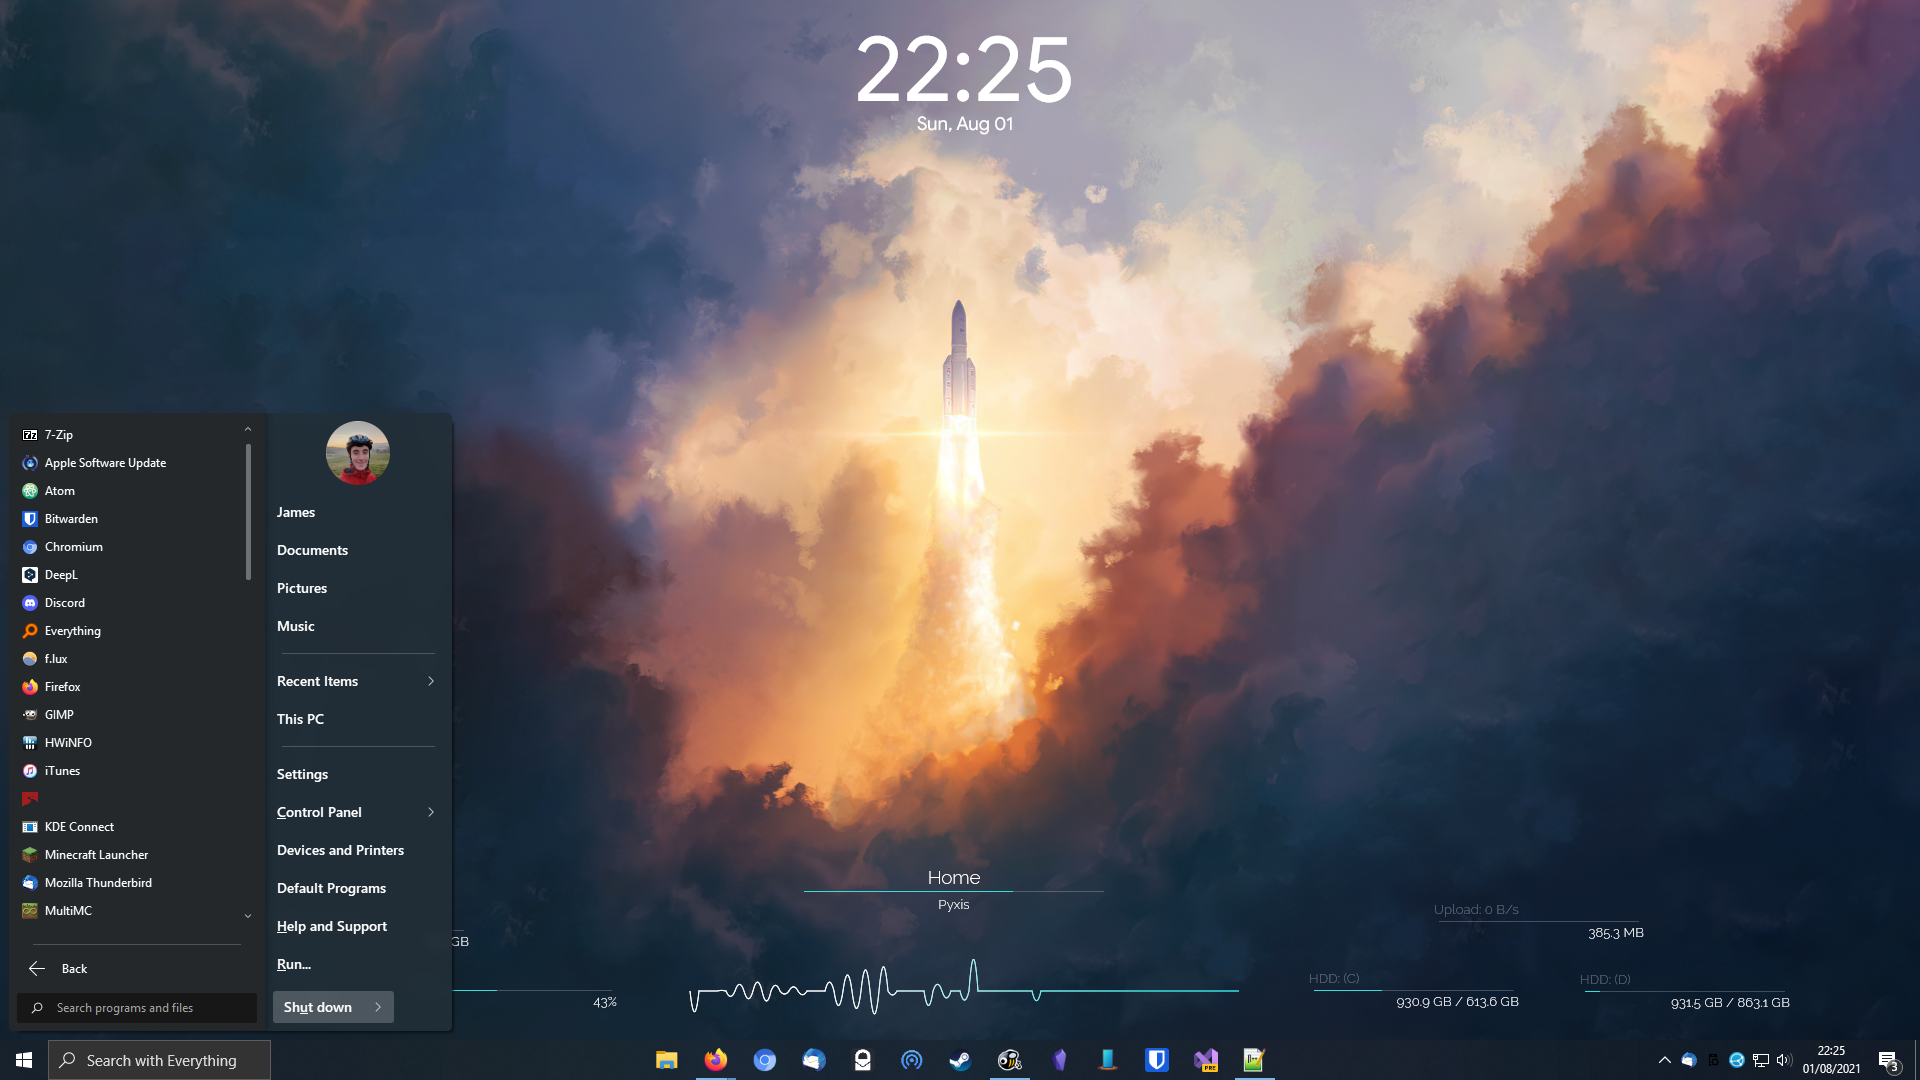 22:25
Sun, Aug 01
7-Zip
Apple Software Update
Atom
Bitwarden
Chromium
DeepL
Discord
Everything
f.lux
Firefox
GIMP
HWiNFO
iTunes
KDE Connect
Minecraft Launcher
Mozilla Thunderbird
MultiMC
Back
Search programs and files
James
Documents
Pictures
Music
Recent Items
This PC
Settings
Control Panel
Devices and Printers
Default Programs
Help and Support
Run...
Shut down
GB
43%
Home
Pyxis
Upload: 0 B/s
385.3 MB
HDD: (C)
930.9 GB / 613.6 GB
HDD: (D)
931.5 GB / 863.1 GB
Search with Everything
PRE
22:25
01/08/2021
3